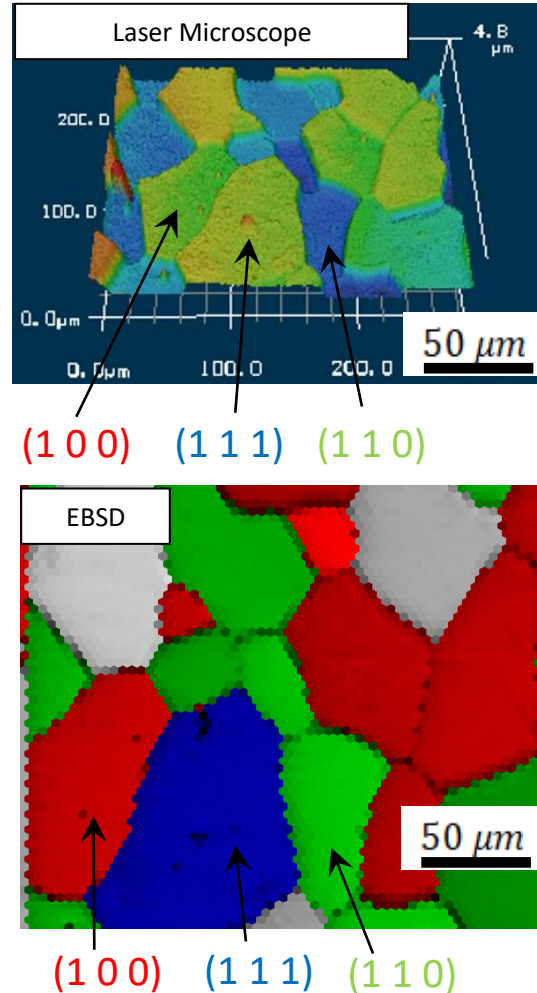 Laser Microscope
4. B
μm
200. 0
100. 0
0. 0μm
50 μm
0. 0μm 100. 0 200. 0
(1 0 0) (1 1 1) (1 1 0)
EBSD
50 μm
(1 0 0) (1 1 1) (1 1 0)